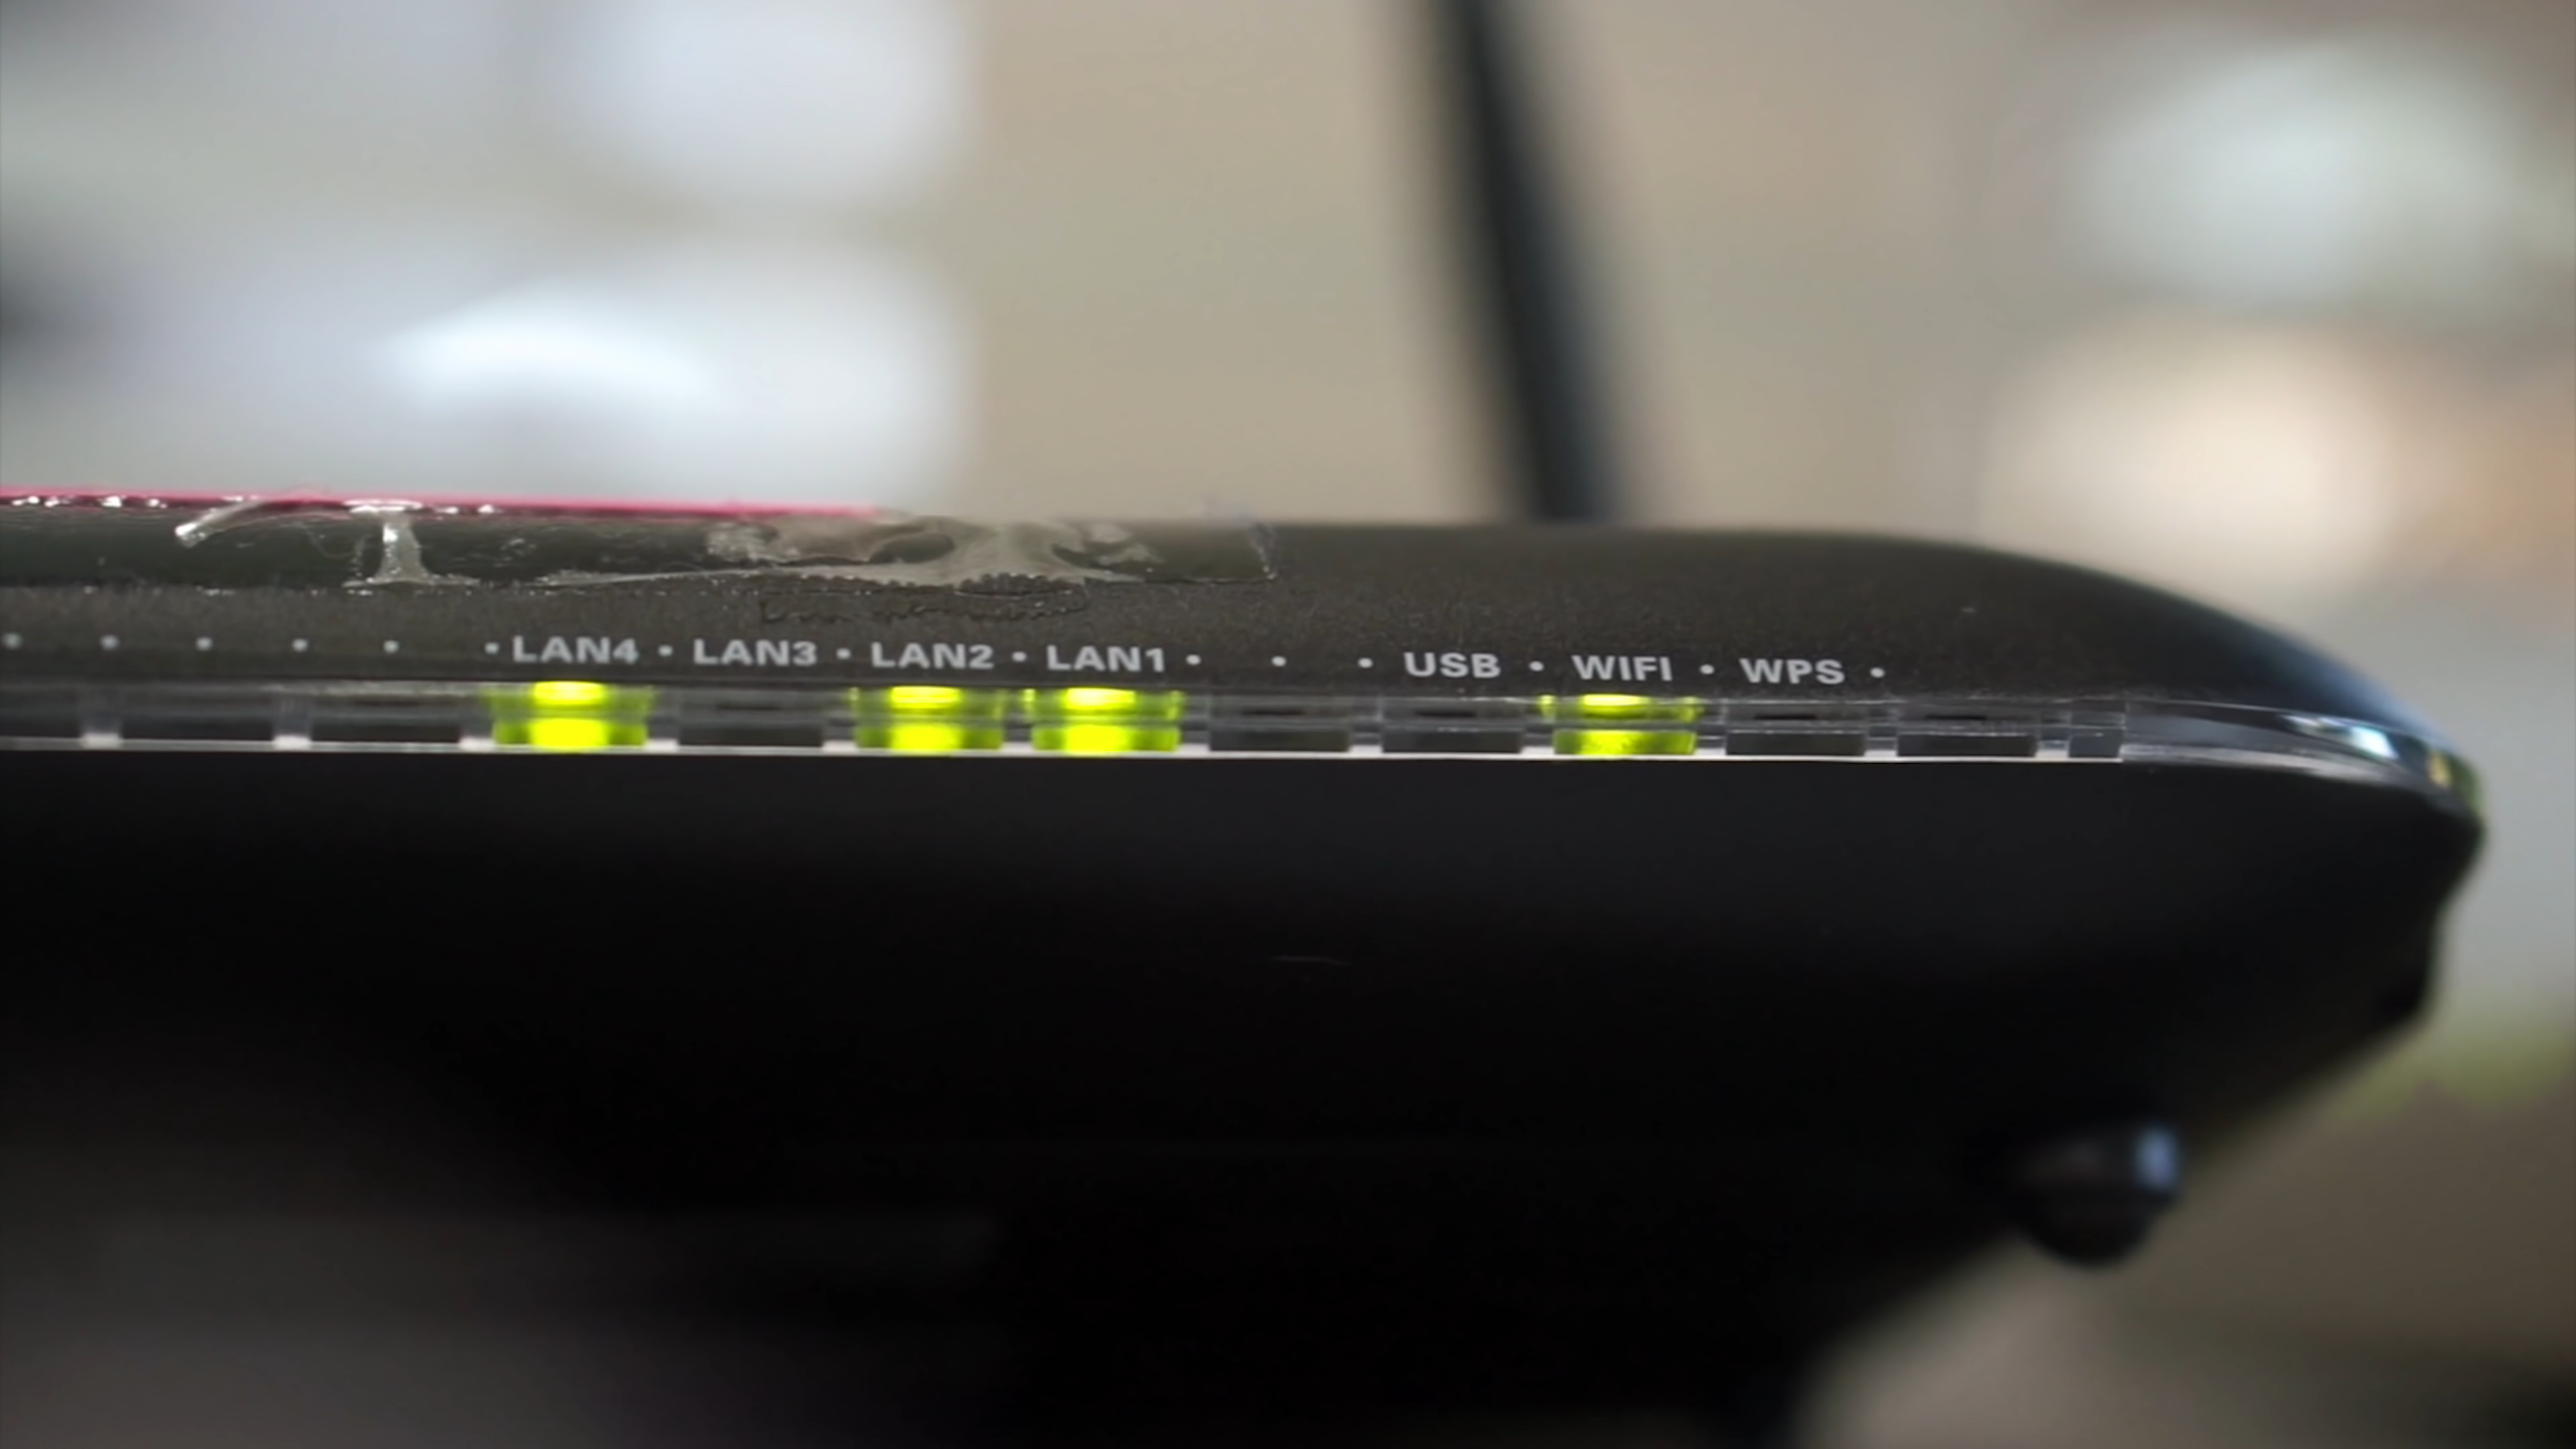 • LAN4 • LAN3 • LAN2 • LAN1 • • • USB • WIFI • WPS •